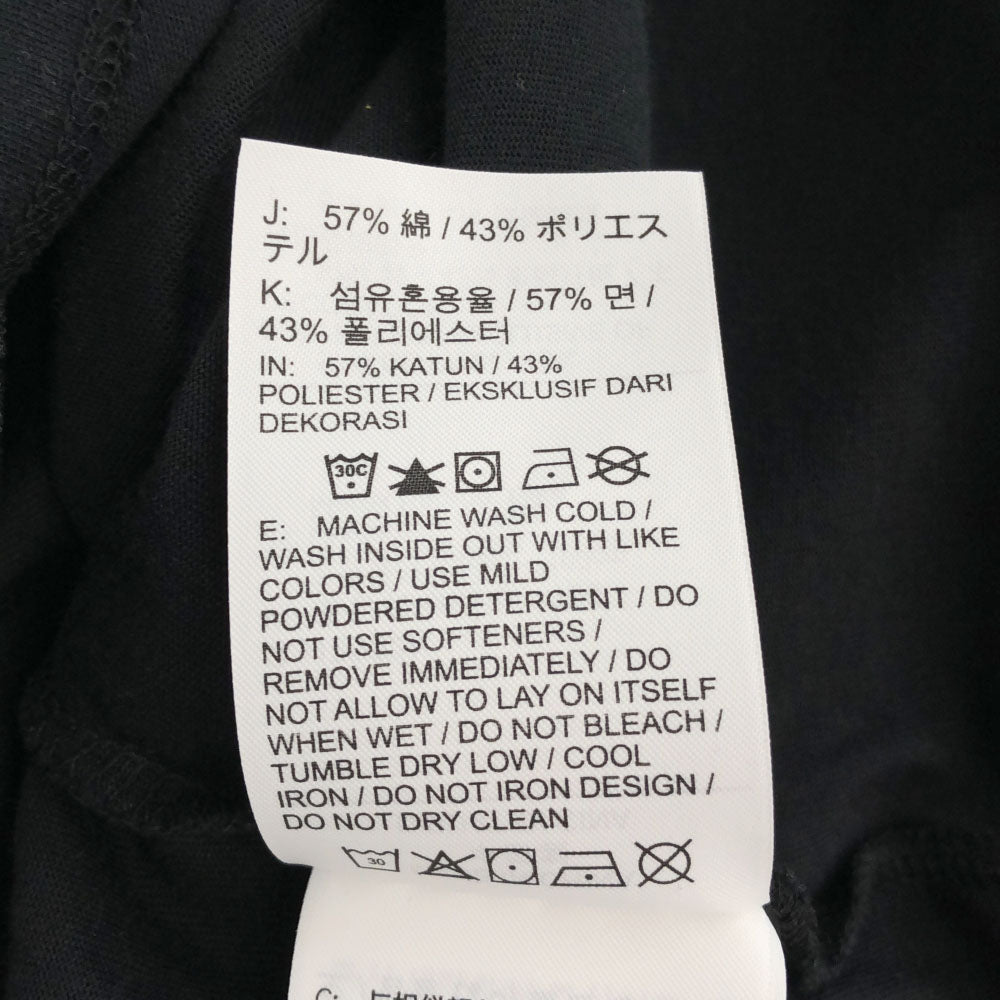 J: 57% 綿 / 43% ポリエス
テル
K: 섬유혼용율 / 57% 면 /
43% 폴리에스터
IN: 57% KATUN / 43%
POLIESTER / EKSKLUSIF DARI
DEKORASI
30C
E: MACHINE WASH COLD /
WASH INSIDE OUT WITH LIKE
COLORS / USE MILD
POWDERED DETERGENT / DO
NOT USE SOFTENERS /
REMOVE IMMEDIATELY / DO
NOT ALLOW TO LAY ON ITSELF
WHEN WET / DO NOT BLEACH /
TUMBLE DRY LOW / COOL
IRON / DO NOT IRON DESIGN /
DO NOT DRY CLEAN
30
C: